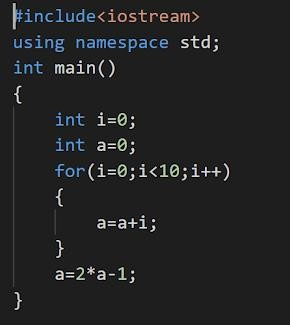 #include<iostream>
using namespace std;
int main()
{
    int i=0;
    int a=0;
    for(i=0;i<10;i++)
    {
        a=a+i;
    }
    a=2*a-1;
}